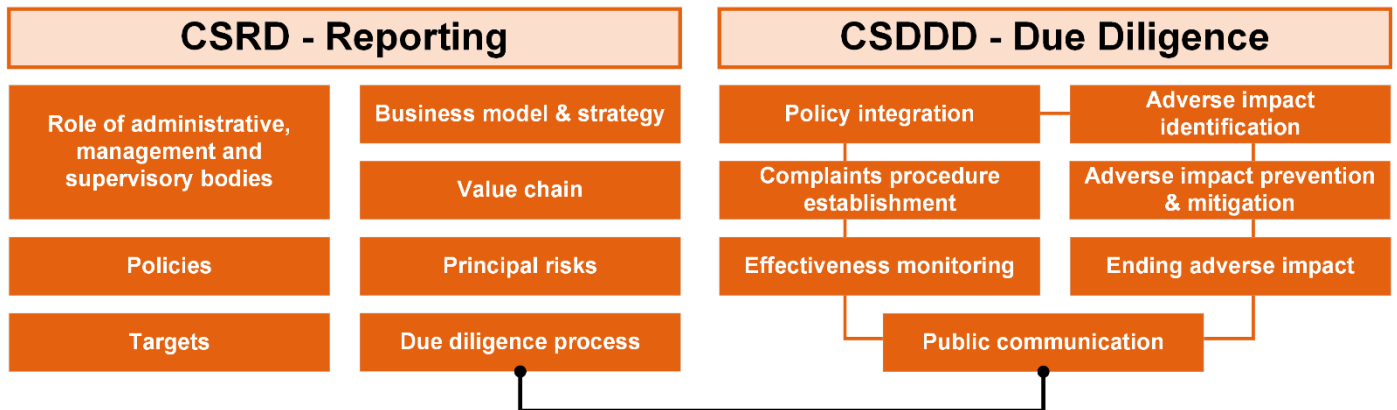 CSRD - Reporting
Role of administrative,
management and
supervisory bodies
Policies
Targets
Business model & strategy
Value chain
Principal risks
Due diligence process
CSDDD - Due Diligence
Policy integration
Complaints procedure
establishment
Effectiveness monitoring
Adverse impact
identification
Adverse impact prevention
& mitigation
Ending adverse impact
Public communication